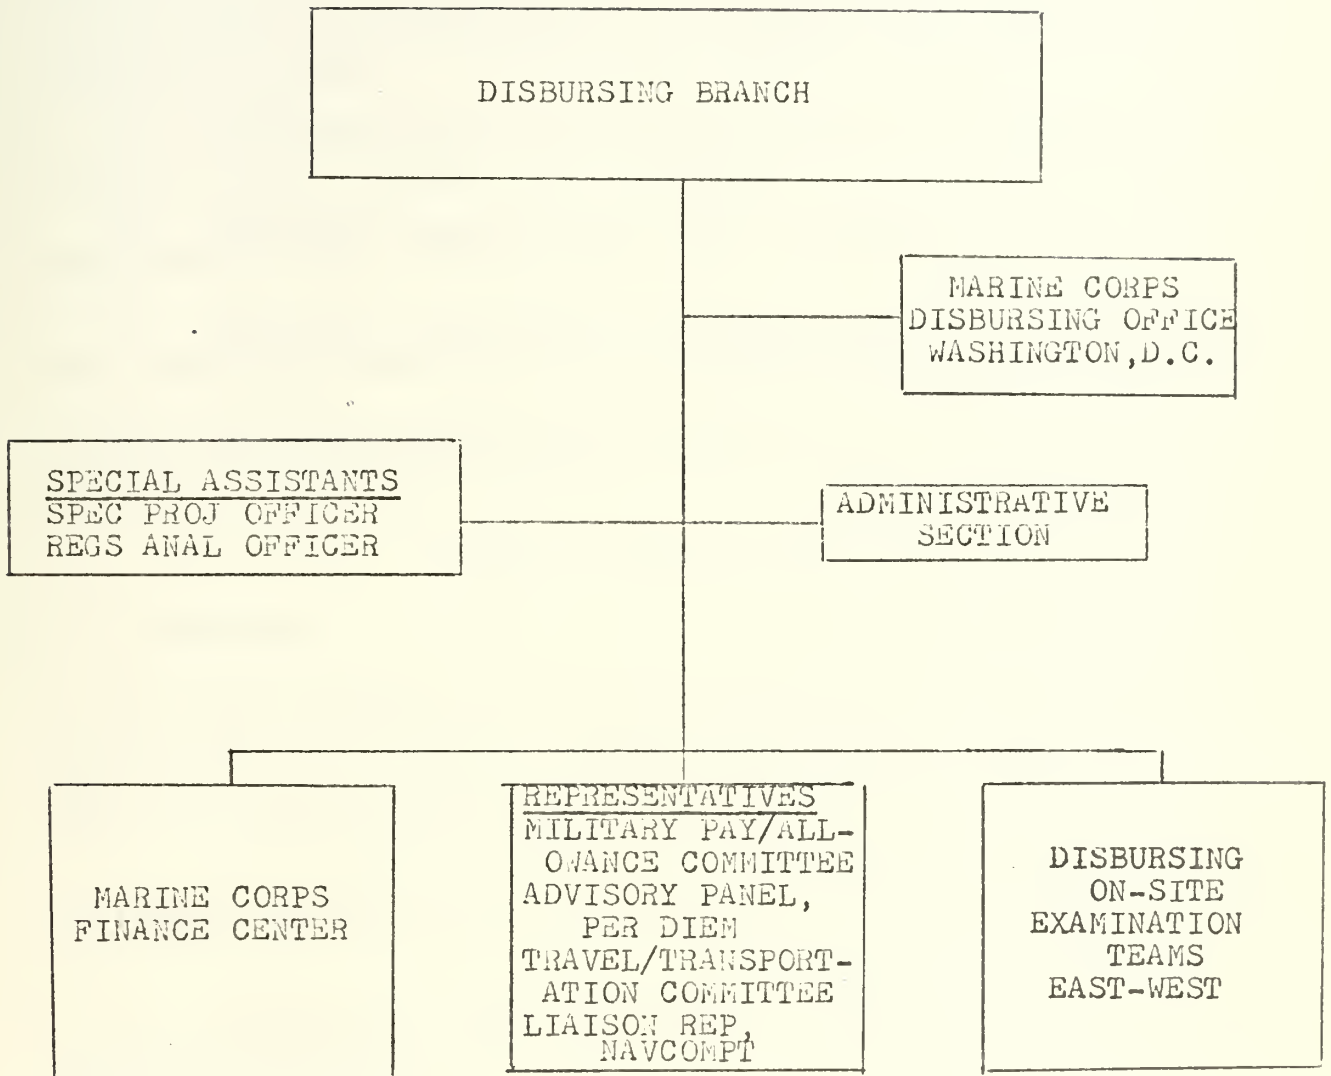 DISBURSING BRANCH
MARINE CORPS
DISBURSING OFFICE
WASHINGTON,D.C.
SPECIAL ASSISTANTS
SPEC PROJ OFFICER
REGS ANAL OFFICER
ADMINISTRATIVE
SECTION
MARINE CORPS
FINANCE CENTER
REPRESENTATIVES
MILITARY PAY/ALL-
OWANCE COMMITTEE
ADVISORY PANEL,
PER DIEM
TRAVEL/TRANSPORT-
ATION COMMITTEE
LIAISON REP,
NAVCOMPT
DISBURSING
ON-SITE
EXAMINATION
TEAMS
EAST-WEST